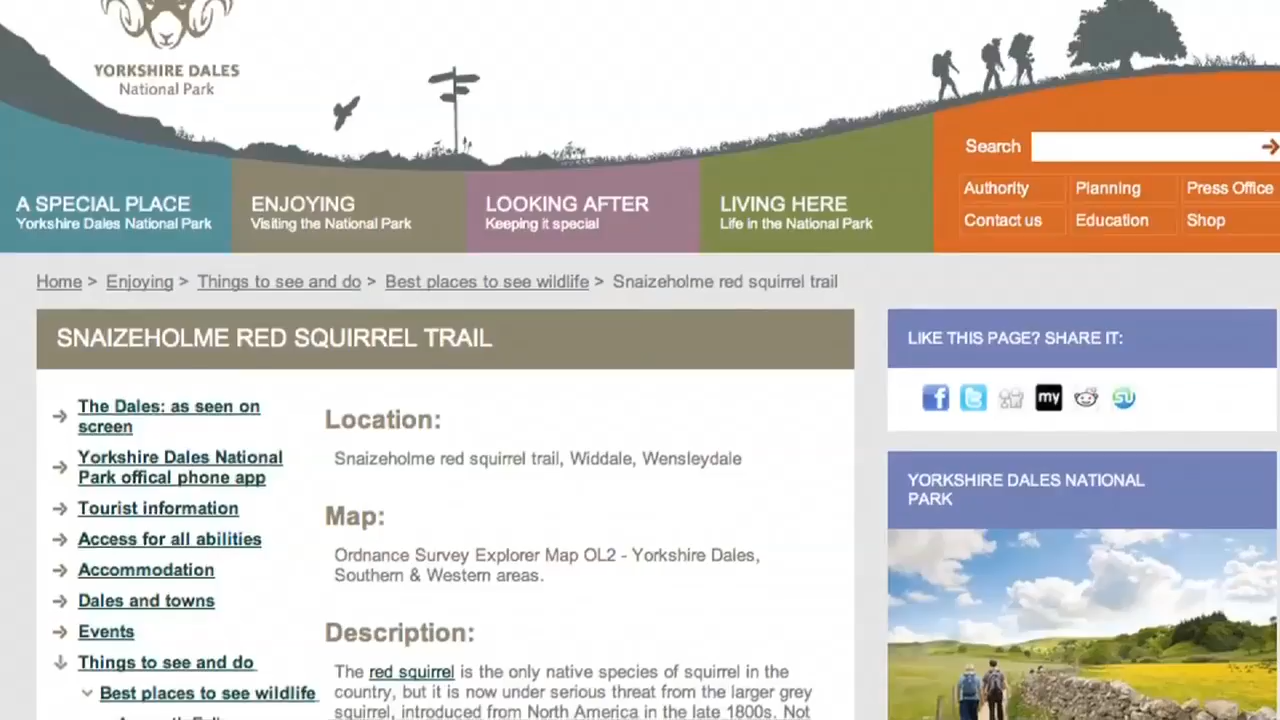 YORKSHIRE DALES
National Park
Search
A SPECIAL PLACE
Yorkshire Dales National Park
ENJOYING
Visiting the National Park
LOOKING AFTER
Keeping it special
LIVING HERE
Life in the National Park
Authority
Planning
Press Office
Contact us
Education
Shop
Home > Enjoying > Things to see and do > Best places to see wildlife > Snaizeholme red squirrel trail
SNAIZEHOLME RED SQUIRREL TRAIL
The Dales: as seen on
screen
Yorkshire Dales National
Park offical phone app
Tourist information
Access for all abilities
Accommodation
Dales and towns
Events
Things to see and do
Best places to see wildlife
Location:
Snaizeholme red squirrel trail, Widdale, Wensleydale
Map:
Ordnance Survey Explorer Map OL2 - Yorkshire Dales,
Southern & Western areas.
Description:
The red squirrel is the only native species of squirrel in the
country, but it is now under serious threat from the larger grey
squirrel, introduced from North America in the late 1800s. Not
LIKE THIS PAGE? SHARE IT:
f
t
my
SU
YORKSHIRE DALES NATIONAL
PARK